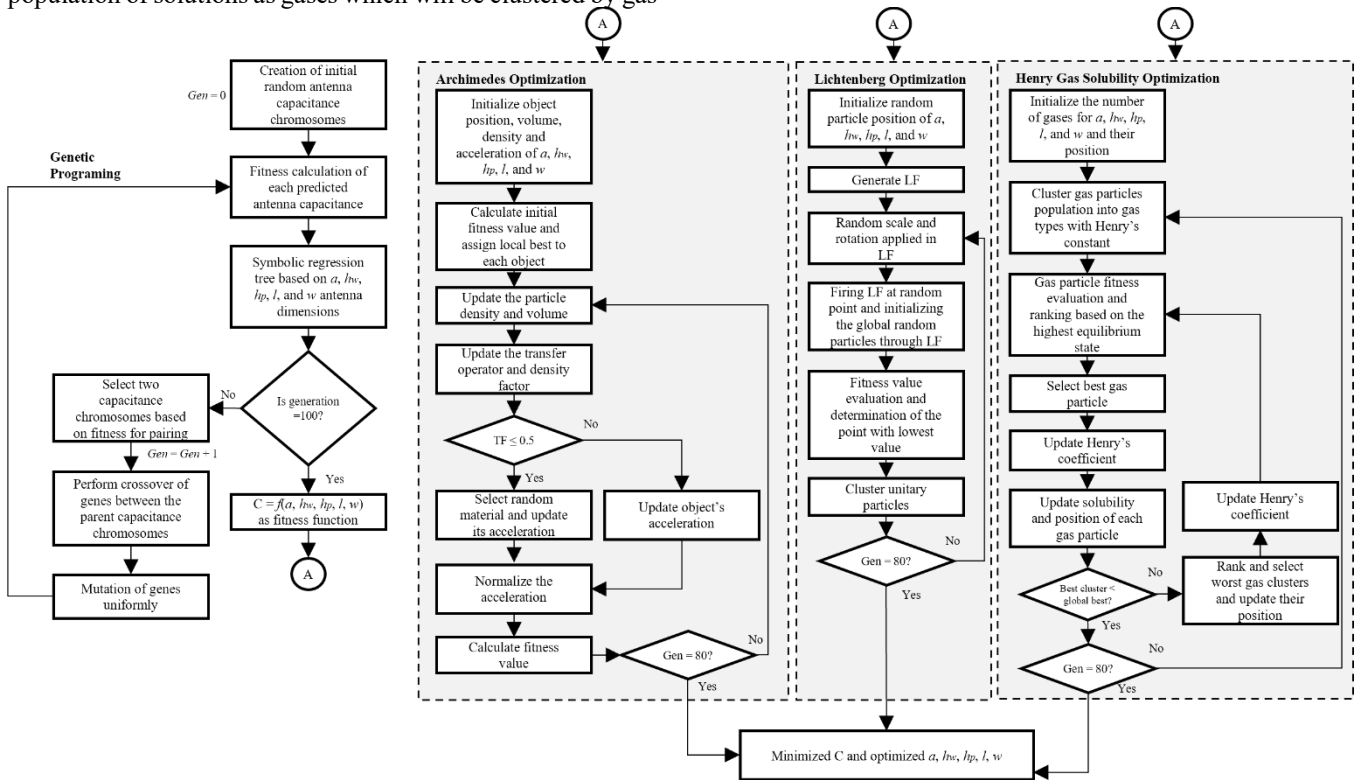 population of solutions as gases which will be clustered by gas
A
A
A
Gen = 0
Creation of initial
random antenna
capacitance
chromosomes
Genetic
Programing
Fitness calculation of
each predicted
antenna capacitance
Symbolic regression
tree based on a, hw,
hp, l, and w antenna
dimensions
Is generation
=100?
No
Select two
capacitance
chromosomes based
on fitness for pairing
Gen = Gen + 1
Perform crossover of
genes between the
parent capacitance
chromosomes
Mutation of genes
uniformly
Yes
C = f(a, hw, hp, l, w)
as fitness function
A
Archimedes Optimization
Initialize object
position, volume,
density and
acceleration of a, hw,
hp, l, and w
Calculate initial
fitness value and
assign local best to
each object
Update the particle
density and volume
Update the transfer
operator and density
factor
TF ≤ 0.5
No
Yes
Select random
material and update
its acceleration
Update object's
acceleration
Normalize the
acceleration
Calculate fitness
value
Gen = 80?
No
Yes
Lichtenberg Optimization
Initialize random
particle position of a,
hw, hp, l, and w
Generate LF
Random scale and
rotation applied in
LF
Firing LF at random
point and initializing
the global random
particles through LF
Fitness value
evaluation and
determination of the
point with lowest
value
Cluster unitary
particles
Gen = 80?
No
Yes
Henry Gas Solubility Optimization
Initialize the number
of gases for a, hw, hp,
l, and w and their
position
Cluster gas particles
population into gas
types with Henry's
constant
Gas particle fitness
evaluation and
ranking based on the
highest equilibrium
state
Select best gas
particle
Update Henry's
coefficient
Update solubility
and position of each
gas particle
Best cluster <
global best?
No
Yes
Update Henry's
coefficient
Rank and select
worst gas clusters
and update their
position
Gen = 80?
No
Yes
Minimized C and optimized a, hw, hp, l, w